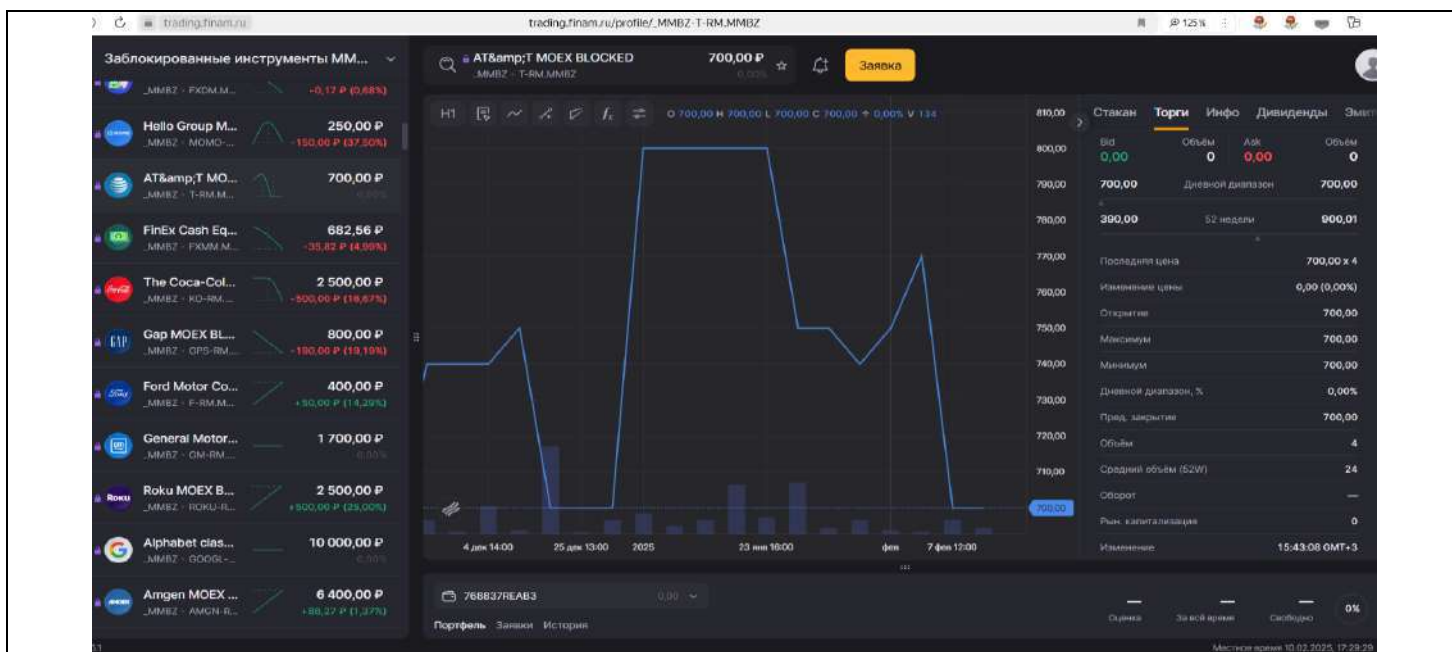 trading.finam.ru
trading.finam.ru/profile/_MMBZ-T-RM.MMBZ
125 %
Заблокированные инструменты MM...
_MMBZ · FXDM.M...
-0,17 ₽ (0,68%)
Hello Group M...
250,00 ₽
_MMBZ · MOMO-...
-150,00 ₽ (37,50%)
AT&amp;T MO...
700,00 ₽
_MMBZ · T-RM.M...
0,00%
FinEx Cash Eq...
682,56 ₽
_MMBZ · FXMM.M...
-35,82 ₽ (4,99%)
The Coca-Col...
2 500,00 ₽
_MMBZ · KO-RM....
-500,00 ₽ (16,67%)
Gap MOEX BL...
800,00 ₽
_MMBZ · GPS-RM....
-190,00 ₽ (19,19%)
Ford Motor Co...
400,00 ₽
_MMBZ · F-RM.M...
+50,00 ₽ (14,29%)
General Motor...
1 700,00 ₽
_MMBZ · GM-RM....
0,00%
Roku MOEX B...
2 500,00 ₽
_MMBZ · ROKU-R...
+500,00 ₽ (25,00%)
Alphabet clas...
10 000,00 ₽
_MMBZ · GOOGL-...
0,00%
Amgen MOEX ...
6 400,00 ₽
_MMBZ · AMGN-R...
+86,27 ₽ (1,37%)
AT&amp;T MOEX BLOCKED
700,00 ₽
_MMBZ · T-RM.MMBZ
0,00%
Заявка
H1
O 700,00 H 700,00 L 700,00 C 700,00 0,00% V 134
810,00
800,00
790,00
780,00
770,00
760,00
750,00
740,00
730,00
720,00
710,00
700,00
4 дек 14:00
25 дек 13:00
2025
23 янв 16:00
фев
7 фев 12:00
Стакан Торги Инфо Дивиденды Эмит
Bid Объём Ask Объём
0,00 0 0,00 0
700,00 Дневной диапазон 700,00
390,00 52 недели 900,01
Последняя цена 700,00 x 4
Изменение цены 0,00 (0,00%)
Открытие 700,00
Максимум 700,00
Минимум 700,00
Дневной диапазон, % 0,00%
Пред. закрытие 700,00
Объём 4
Средний объём (52W) 24
Оборот —
Рын. капитализация 0
Изменение 15:43:08 GMT+3
768837REAB3 0,00
Портфель Заявки История
— — —
Оценка За всё время Свободно
0%
Местное время 10.02.2025, 17:29:29